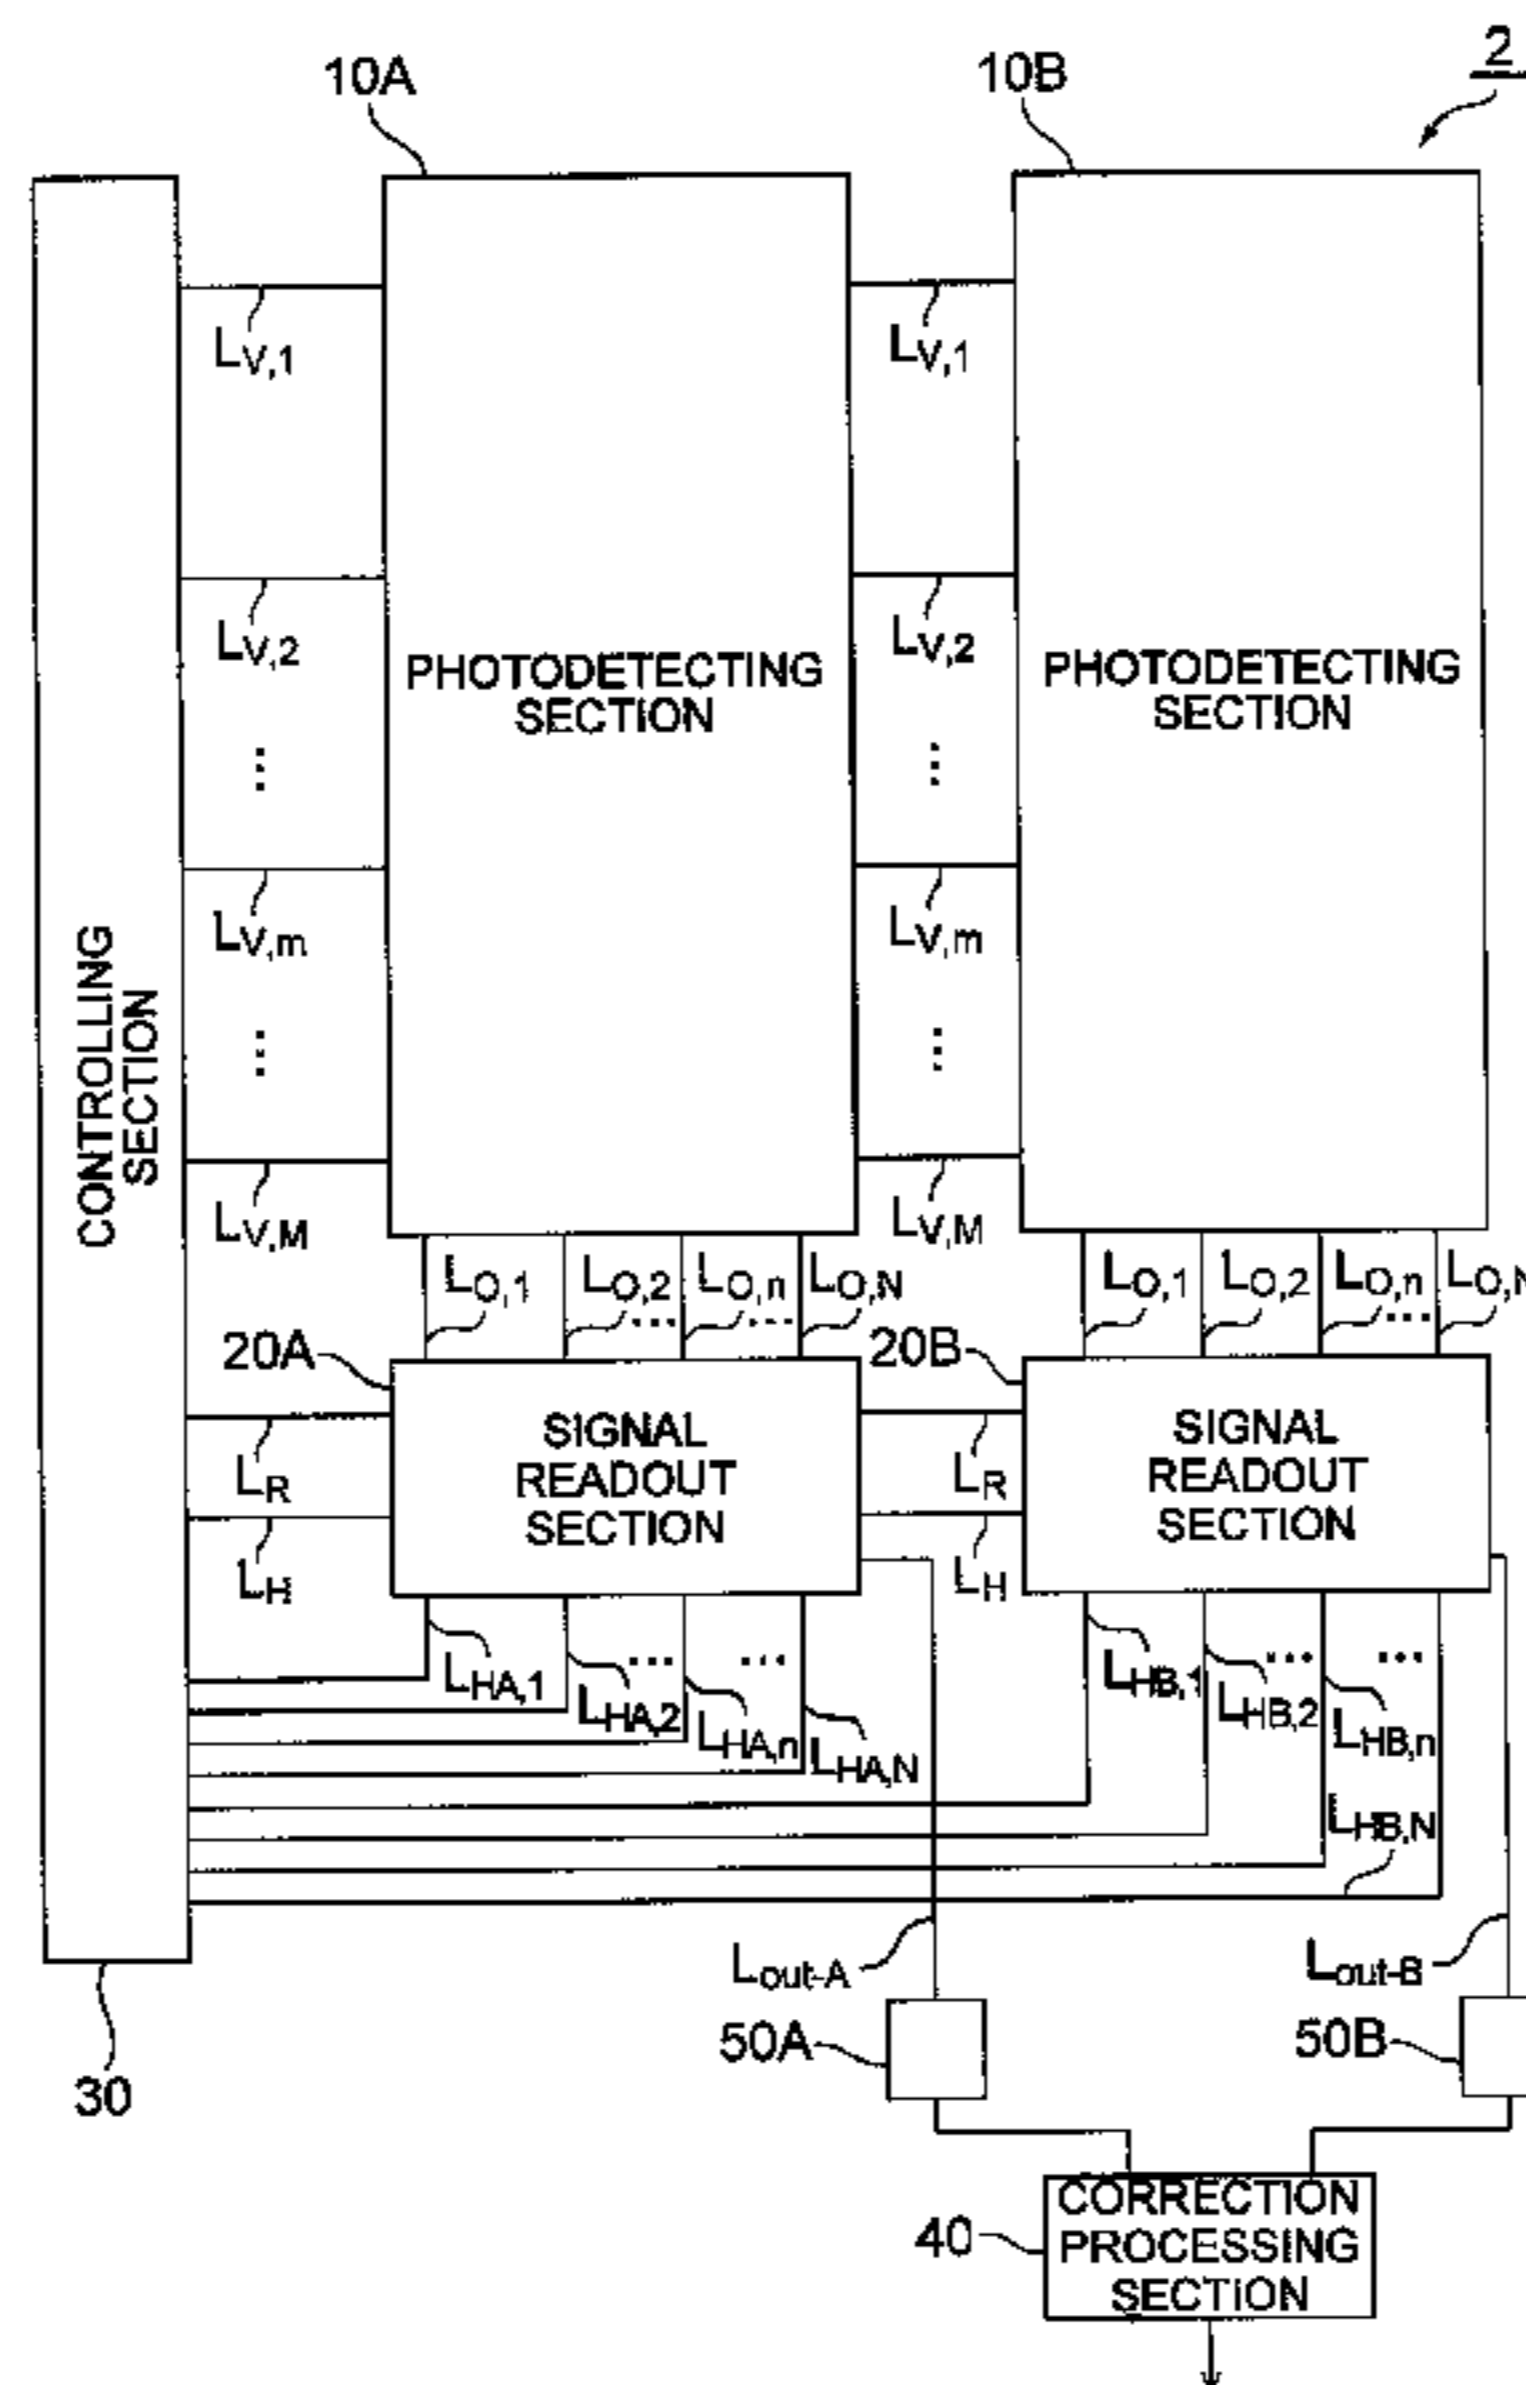 2
10A
10B
LV,1
LV,1
LV,2
LV,2
PHOTODETECTING
SECTION
PHOTODETECTING
SECTION
⋮
⋮
LV,m
LV,m
CONTROLLING
SECTION
⋮
⋮
LV,M
LV,M
LO,1 LO,2 LO,n LO,N
LO,1 LO,2 LO,n LO,N
... ...
...
20A
20B
SIGNAL
READOUT
SECTION
SIGNAL
READOUT
SECTION
LR
LR
LH
LH
... ...
... ...
LHA,1
LHA,2
LHA,n
LHA,N
LHB,1
LHB,2
LHB,n
LHB,N
Lout-A
Lout-B
50A
50B
30
40
CORRECTION
PROCESSING
SECTION